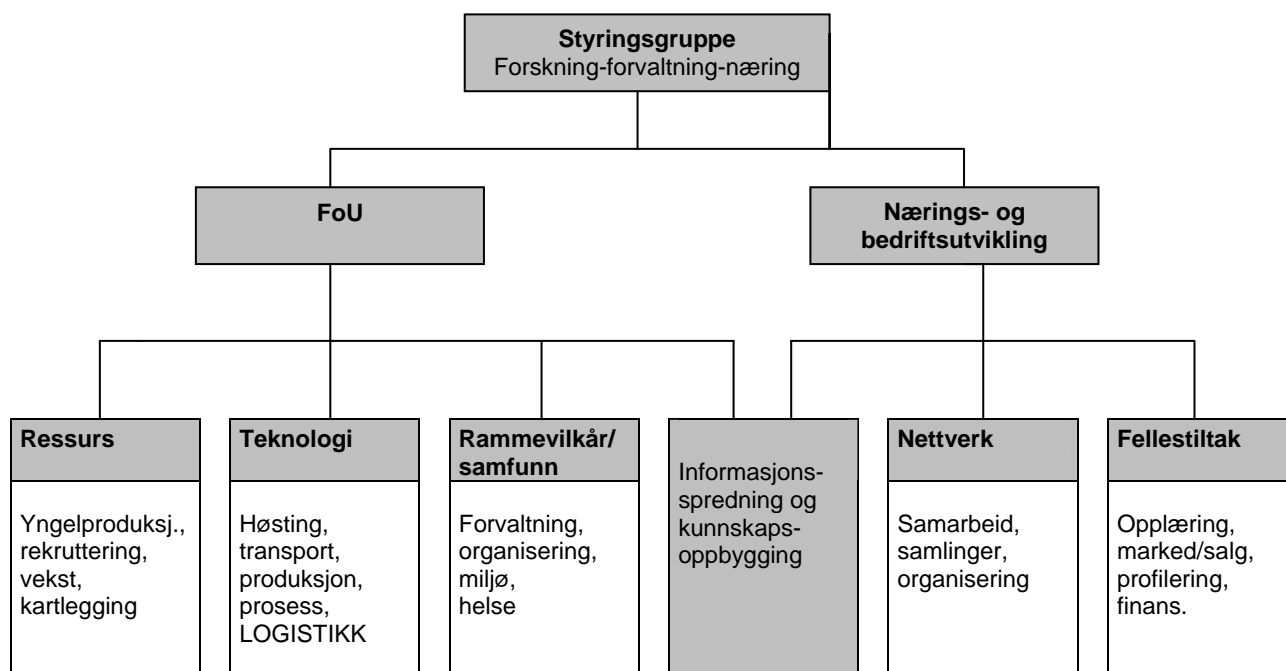 Styringsgruppe
Forskning-forvaltning-næring
FoU
Nærings- og
bedriftsutvikling
Ressurs
Yngelproduksj.,
rekruttering,
vekst,
kartlegging
Teknologi
Høsting,
transport,
produksjon,
prosess,
LOGISTIKK
Rammevilkår/
samfunn
Forvaltning,
organisering,
miljø,
helse
Informasjons-
spredning og
kunnskaps-
oppbygging
Nettverk
Samarbeid,
samlinger,
organisering
Fellestiltak
Opplæring,
marked/salg,
profilering,
finans.